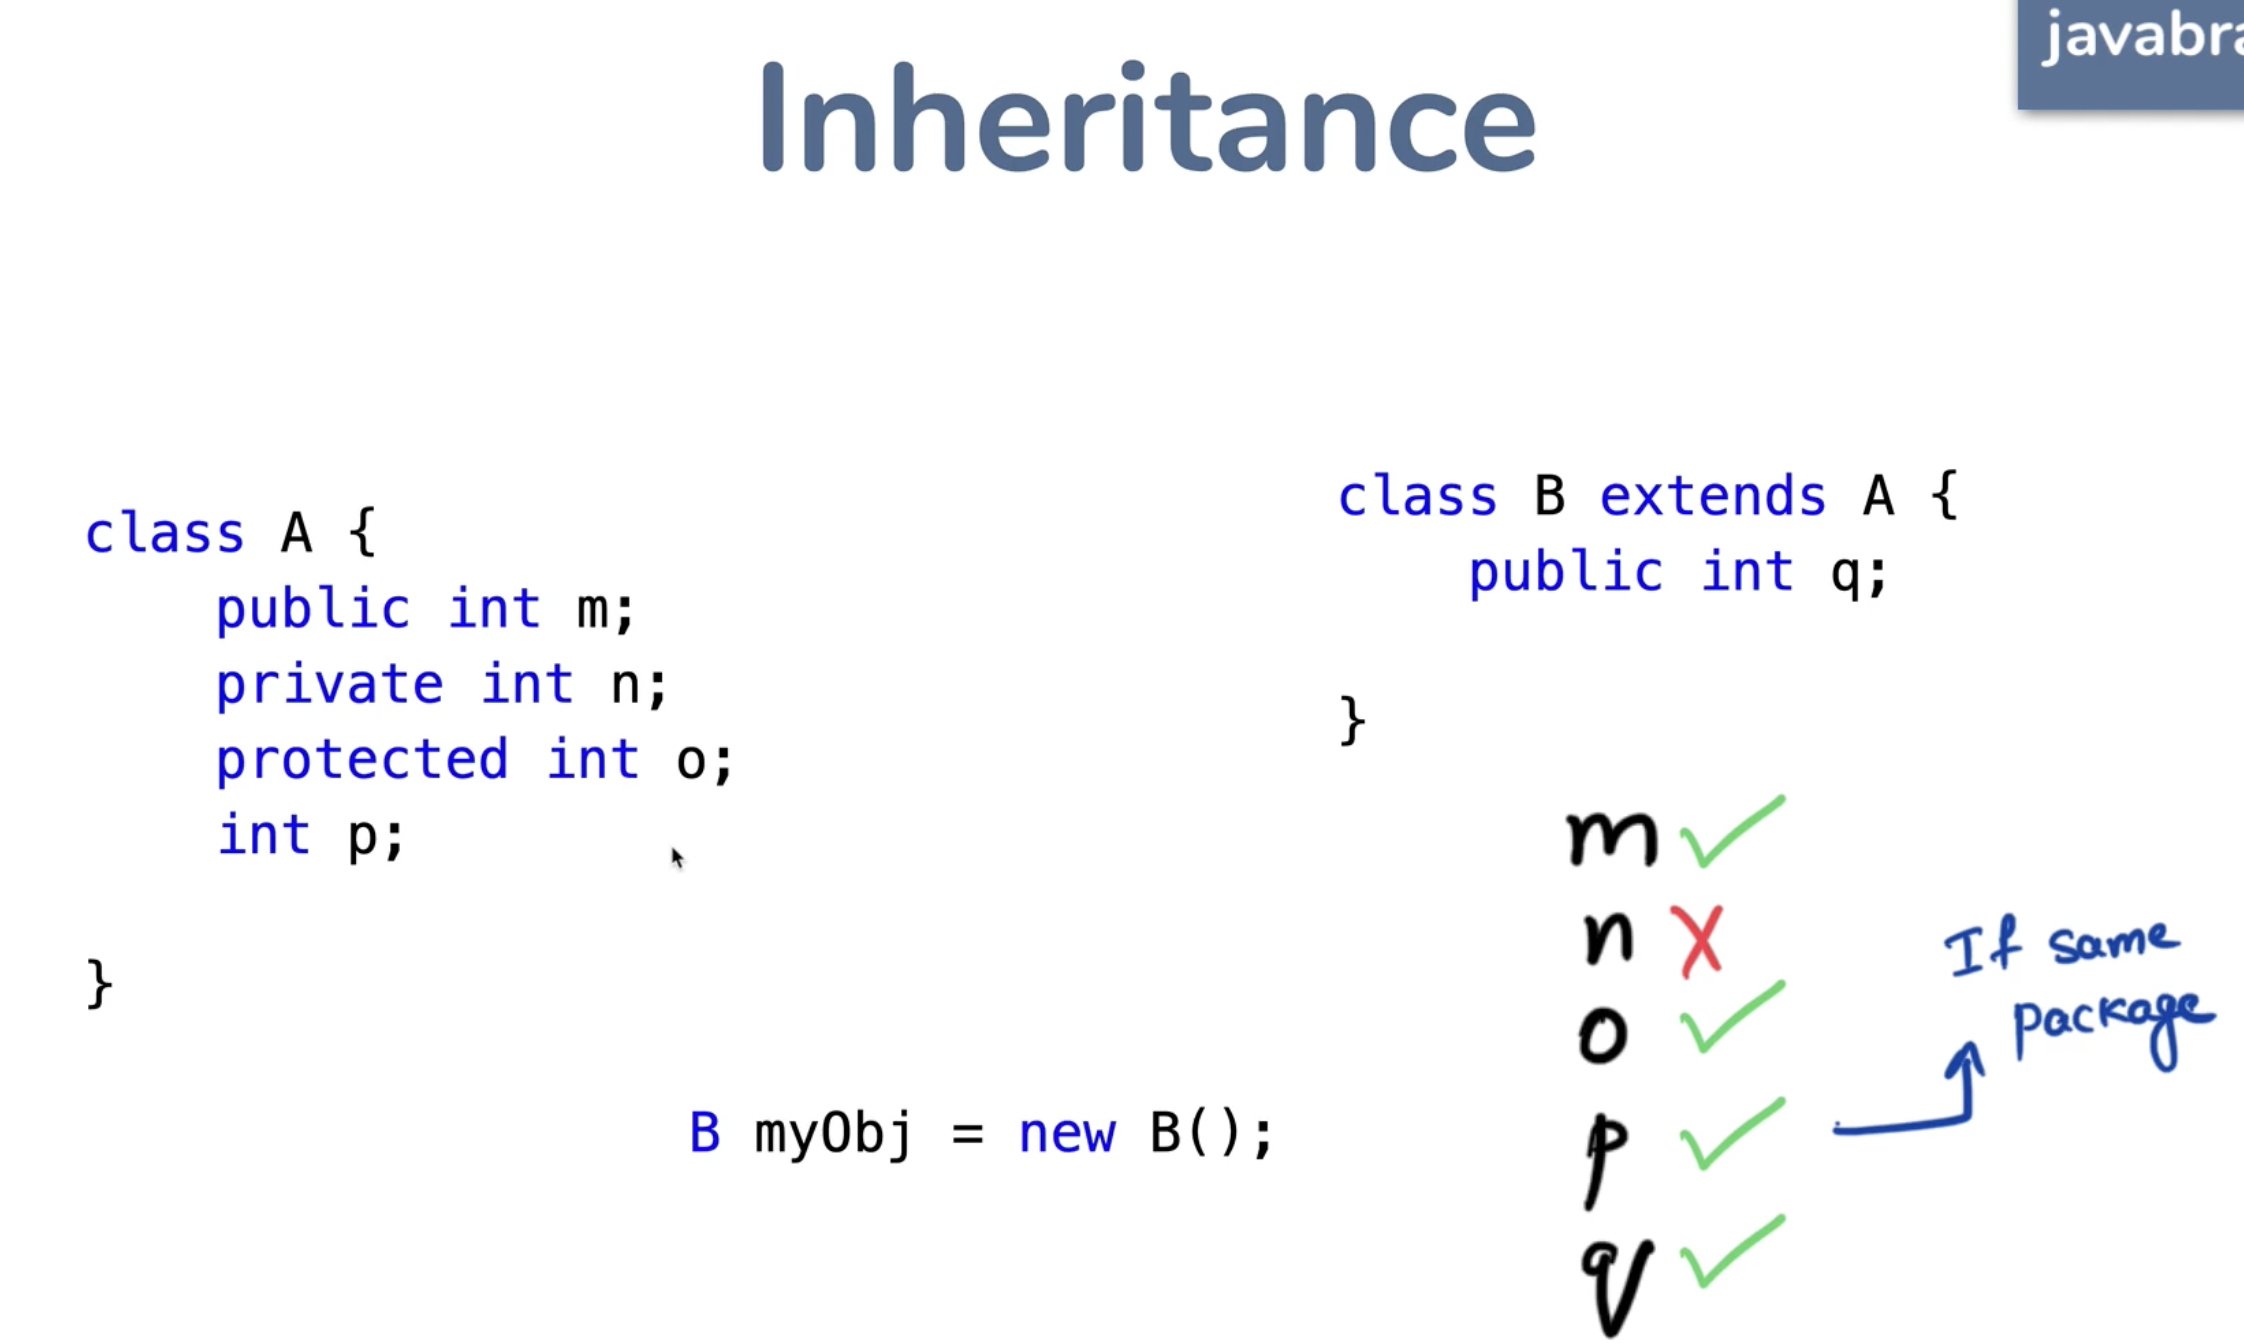 javabra
Inheritance
class A {
public int m;
private int n;
protected int o;
int p;
}
class B extends A {
public int q;
}
B myObj = new B();
m ✓
n X
o ✓
p ✓
q ✓
If same
package